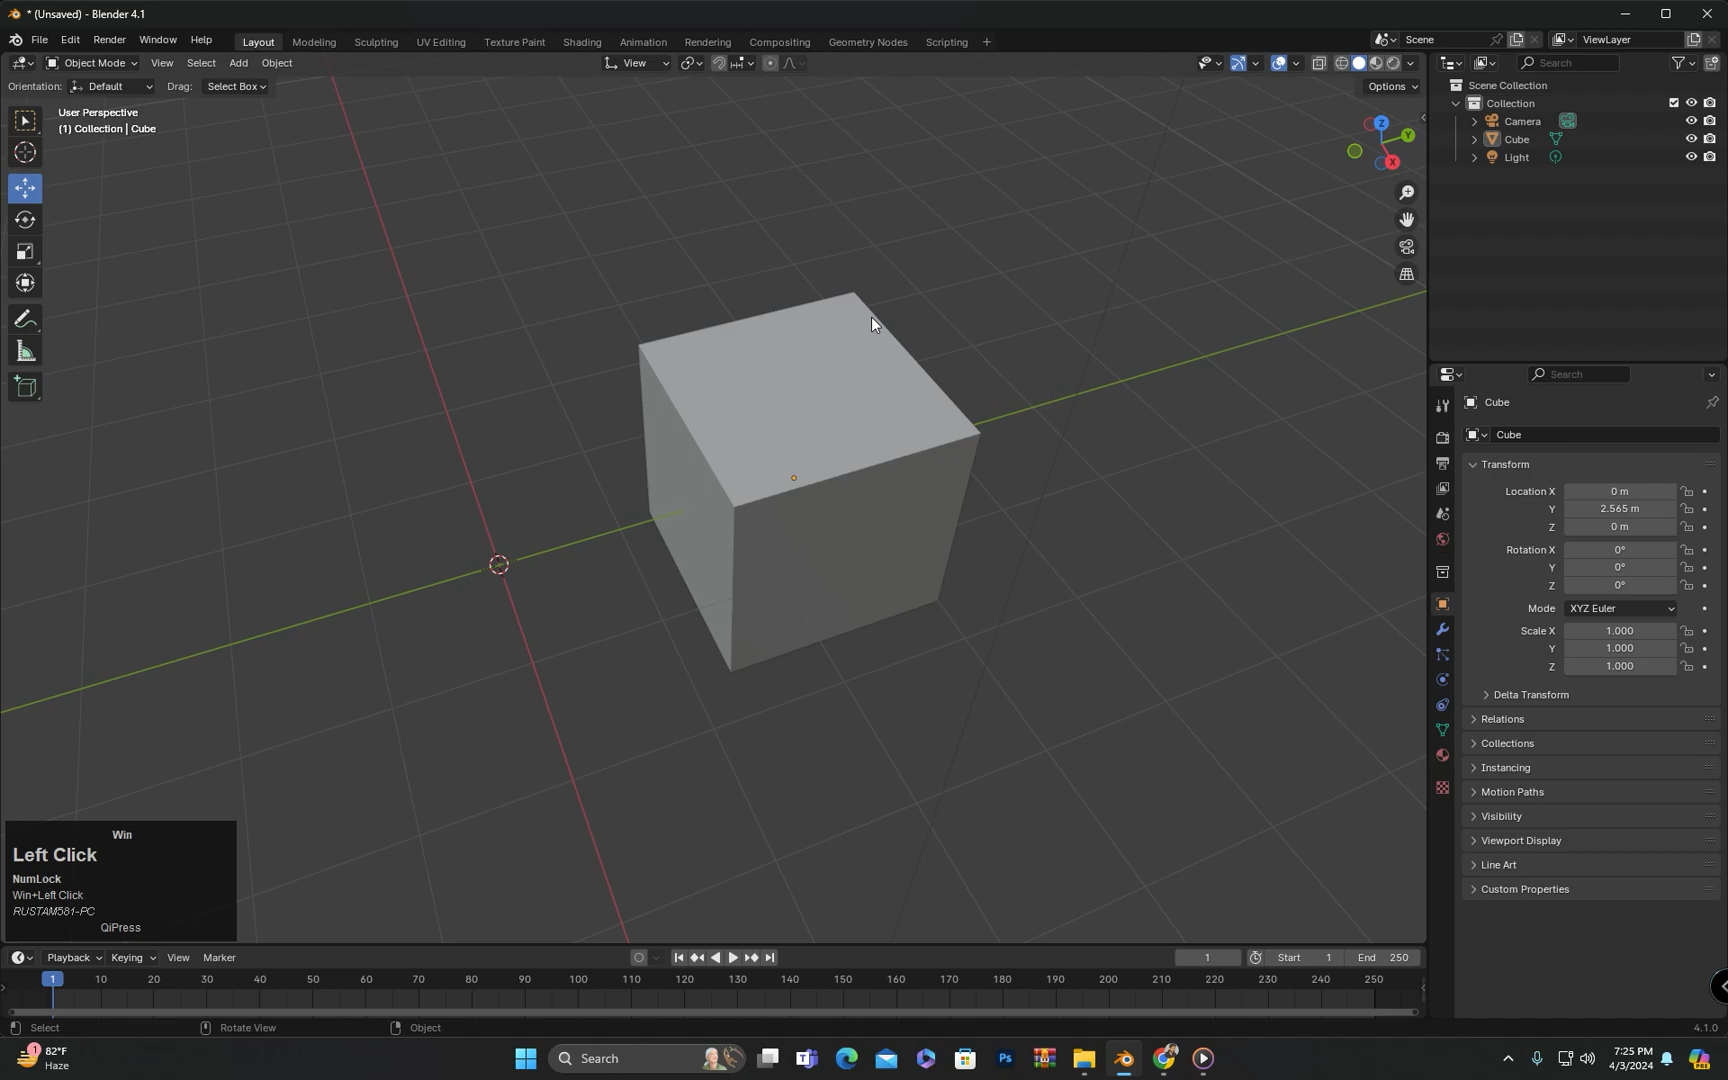 * (Unsaved) - Blender 4.1
File Edit Render Window Help Layout Modeling Sculpting UV Editing Texture Paint Shading Animation Rendering Compositing Geometry Nodes Scripting + Scene ViewLayer
Object Mode View Select Add Object View Search
Orientation: Default Drag: Select Box Options
User Perspective
(1) Collection | Cube
Z
Y
X
Scene Collection
Collection
Camera
Cube
Light
Search
Cube
Cube
Transform
Location X 0 m
Y 2.565 m
Z 0 m
Rotation X 0°
Y 0°
Z 0°
Mode XYZ Euler
Scale X 1.000
Y 1.000
Z 1.000
Delta Transform
Relations
Collections
Instancing
Motion Paths
Visibility
Viewport Display
Line Art
Custom Properties
Win
Left Click
NumLock
Win+Left Click
RUSTAM581-PC
QiPress
Playback Keying View Marker 1 Start 1 End 250
1 10 20 30 40 50 60 70 80 90 100 110 120 130 140 150 160 170 180 190 200 210 220 230 240 250
Select Rotate View Object 4.1.0
1 82°F
Haze
Search
Ps
7:25 PM
4/3/2024
PRE